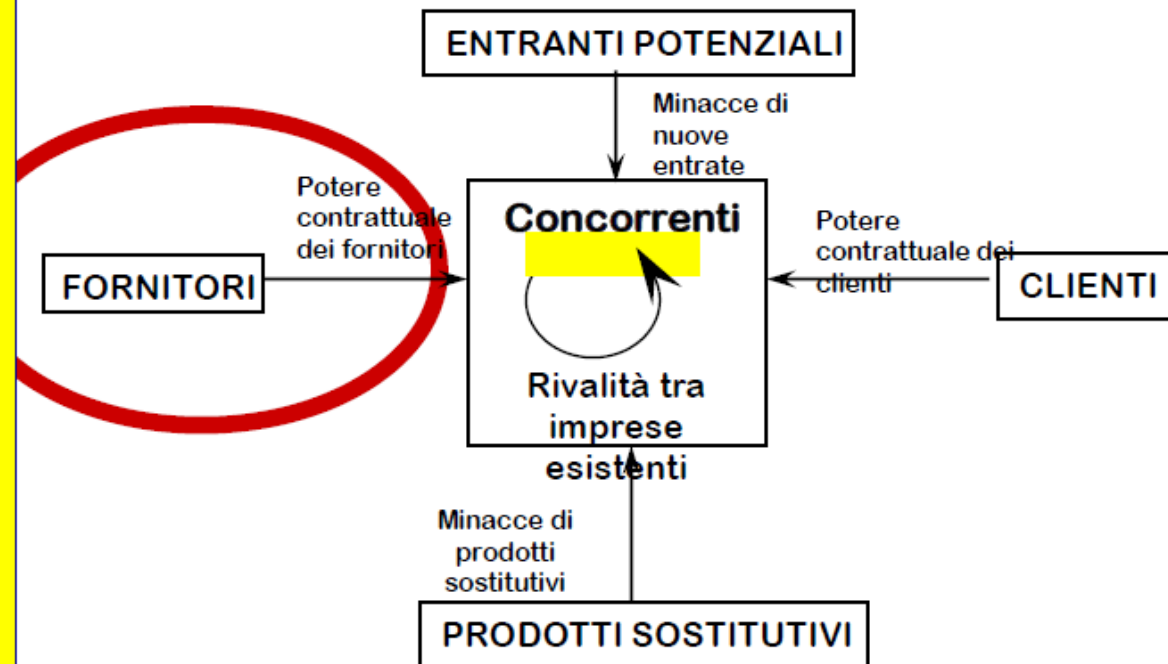 ENTRANTI POTENZIALI
Minacce di
nuove
entrate
Potere
contrattuale
dei fornitori
FORNITORI
Concorrenti
Rivalità tra
imprese
esistenti
Potere
contrattuale dei
clienti
CLIENTI
Minacce di
prodotti
sostitutivi
PRODOTTI SOSTITUTIVI